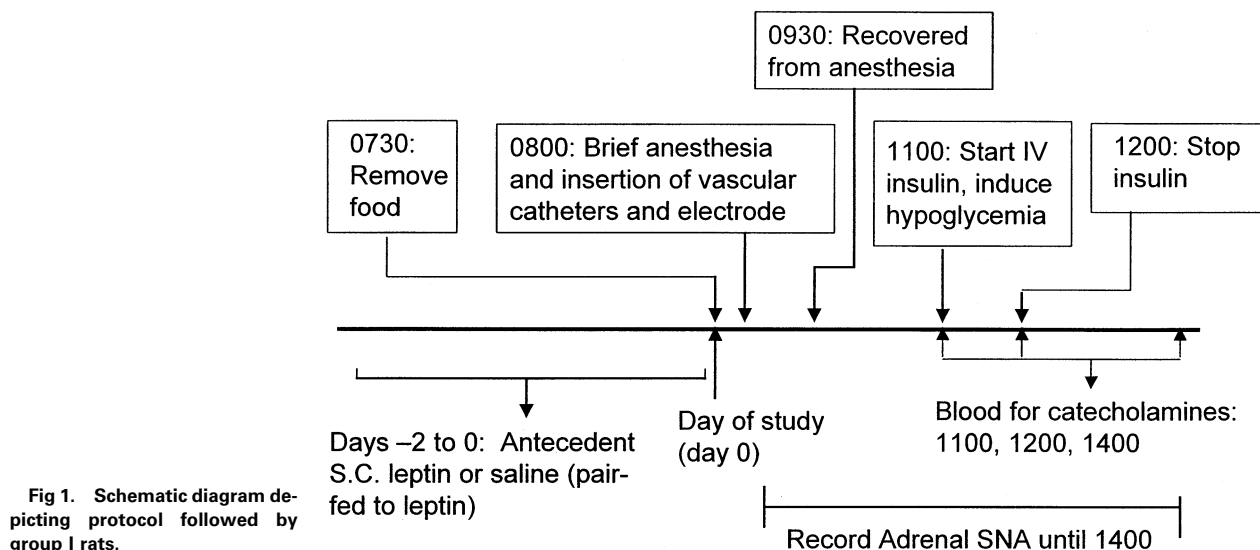 0930: Recovered
from anesthesia
0730:
Remove
food
0800: Brief anesthesia
and insertion of vascular
catheters and electrode
1100: Start IV
insulin, induce
hypoglycemia
1200: Stop
insulin
Days –2 to 0: Antecedent
S.C. leptin or saline (pair-
fed to leptin)
Day of study
(day 0)
Blood for catecholamines:
1100, 1200, 1400
Record Adrenal SNA until 1400
Fig 1. Schematic diagram de-
picting protocol followed by
group I rats.